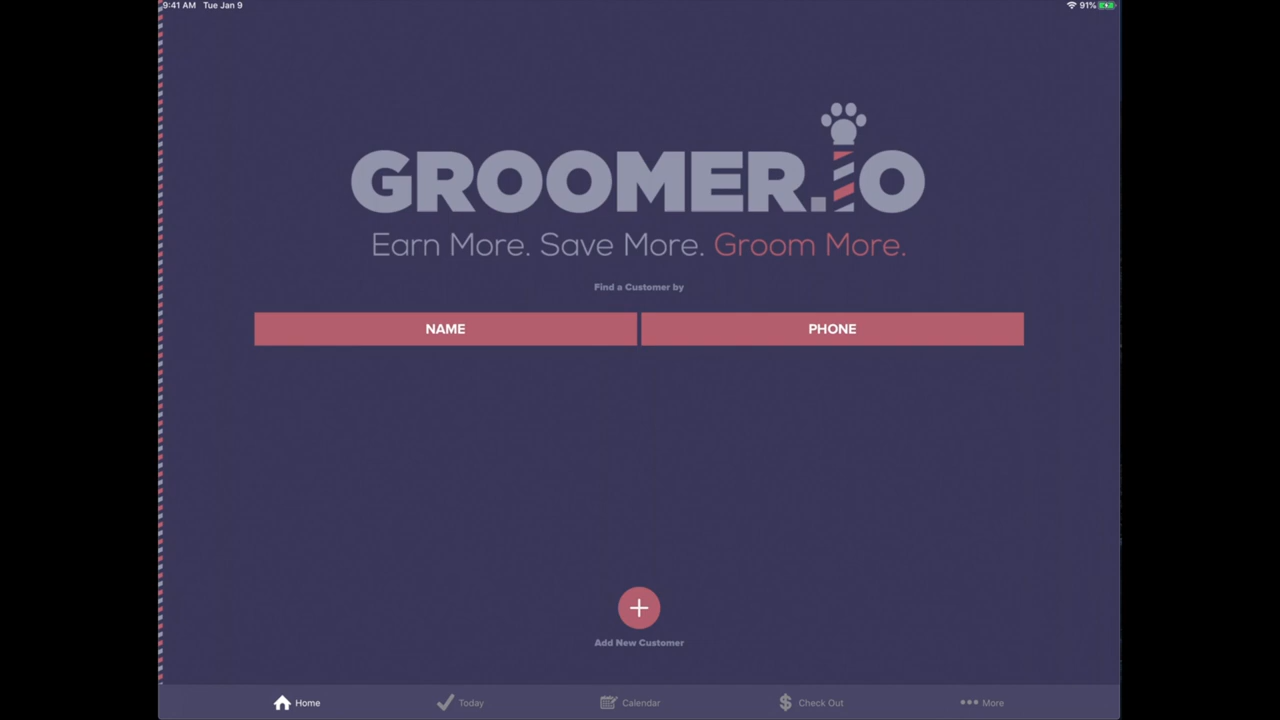 9:41 AM Tue Jan 9 91%
GROOMER.IO
Earn More. Save More. Groom More.
Find a Customer by
NAME PHONE
Add New Customer
Home Today Calendar $ Check Out More